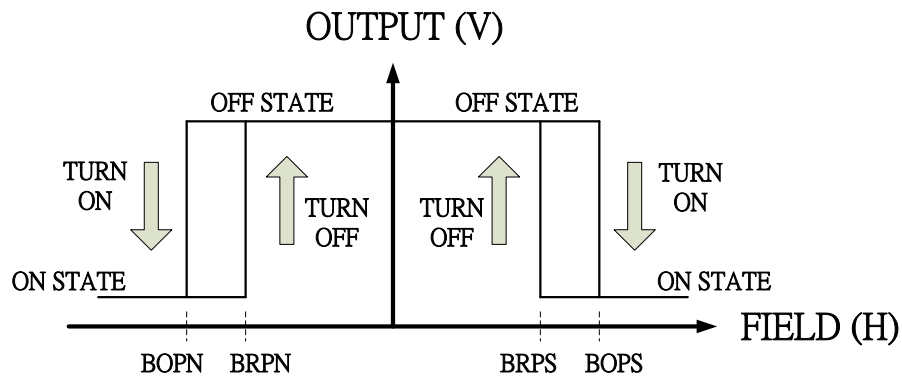 OUTPUT (V)
OFF STATE
OFF STATE
TURN
ON
TURN
OFF
TURN
OFF
TURN
ON
ON STATE
ON STATE
FIELD (H)
BOPN
BRPN
BRPS
BOPS